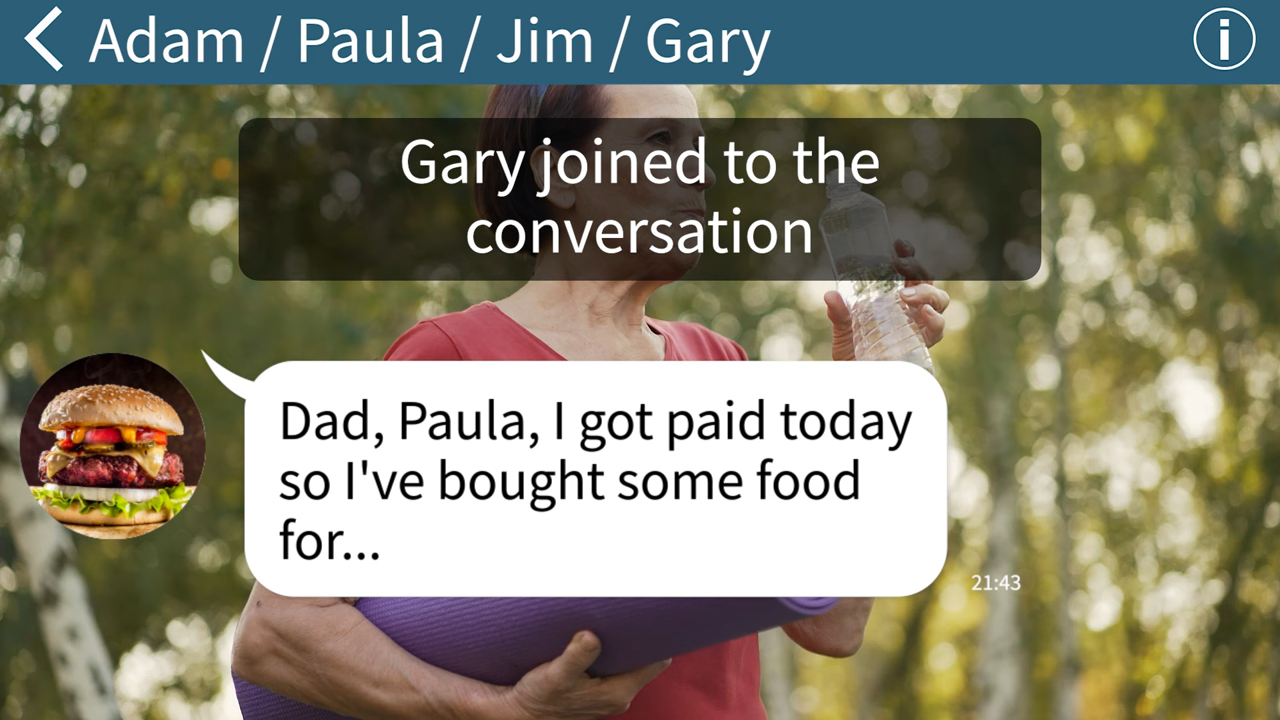 Adam / Paula / Jim / Gary
Gary joined to the
conversation
Dad, Paula, I got paid today
so I've bought some food
for...
21:43